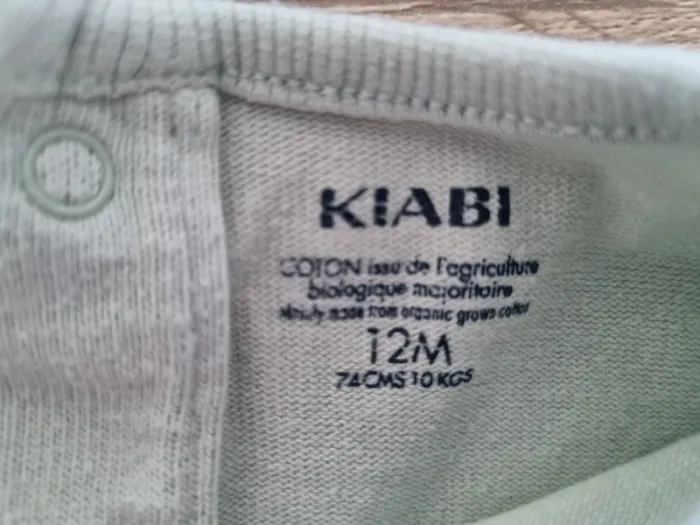 KIABI
COTON issu de l'agriculture
biologique majoritaire
mainly made from organic grown cotton
12M
74CMS 10 KGS